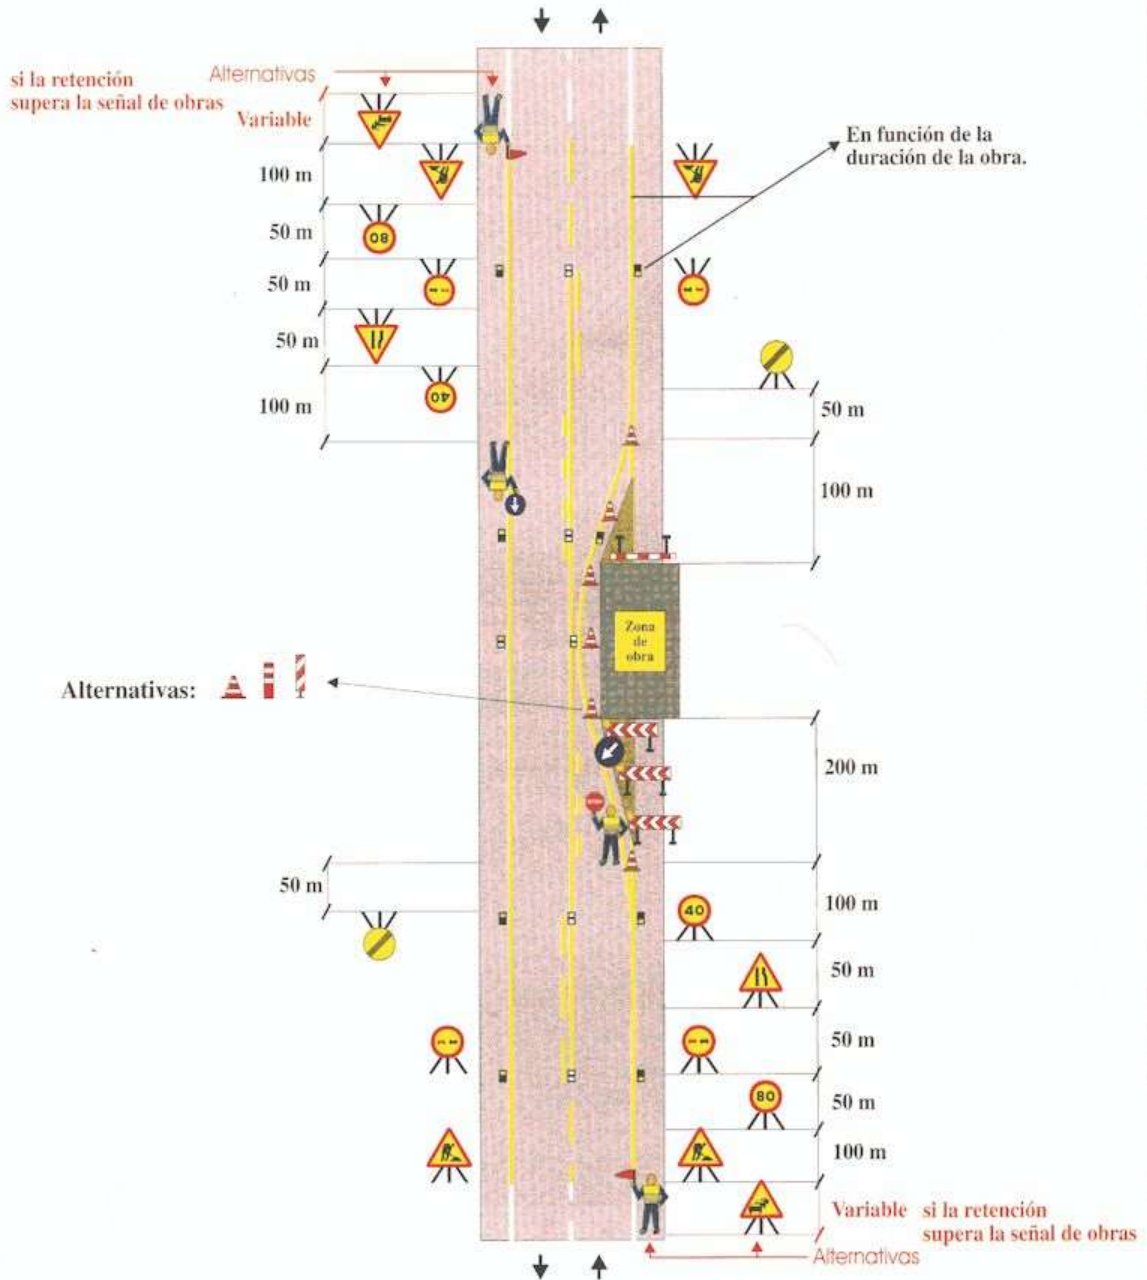 Alternativas
si la retención
supera la señal de obras
Variable
100 m
50 m
80
50 m
50 m
40
100 m
En función de la
duración de la obra.
50 m
100 m
Zona
de
obra
Alternativas:
200 m
STOP
50 m
100 m
40
50 m
50 m
80
50 m
100 m
Variable si la retención
supera la señal de obras
Alternativas